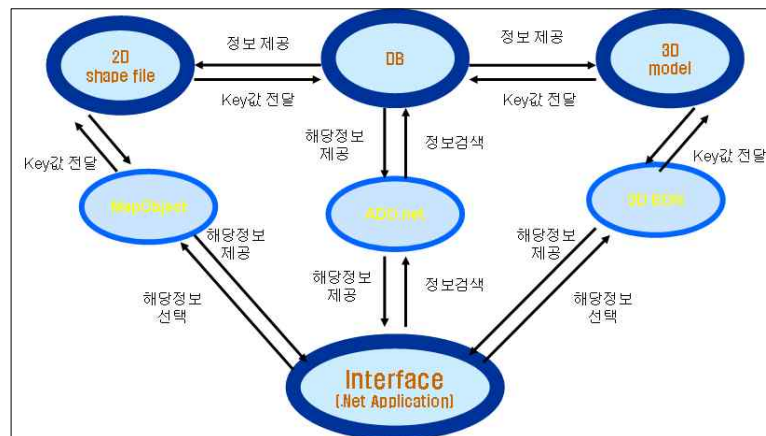 2D
shape file
정보 제공
Key값 전달
DB
정보 제공
Key값 전달
3D
model
Key값 전달
해당정보
제공
정보검색
Key값 전달
MapObject
해당정보
제공
해당정보
선택
해당정보
제공
정보검색
해당정보
제공
해당정보
선택
Interface
(.Net Application)